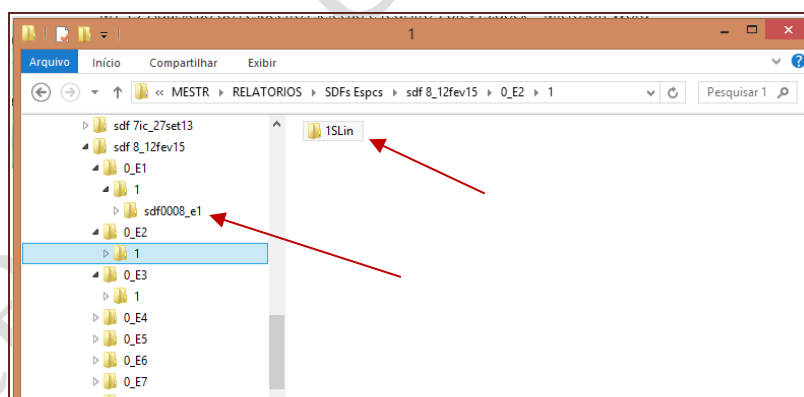 1
Arquivo Início Compartilhar Exibir
« MESTR RELATORIOS SDFs Espcs sdf 8_12fev15 0_E2 1 Pesquisar 1
sdf 7ic_27set13
1SLin
sdf 8_12fev15
0_E1
1
sdf0008_e1
0_E2
1
0_E3
1
0_E4
0_E5
0_E6
0_E7